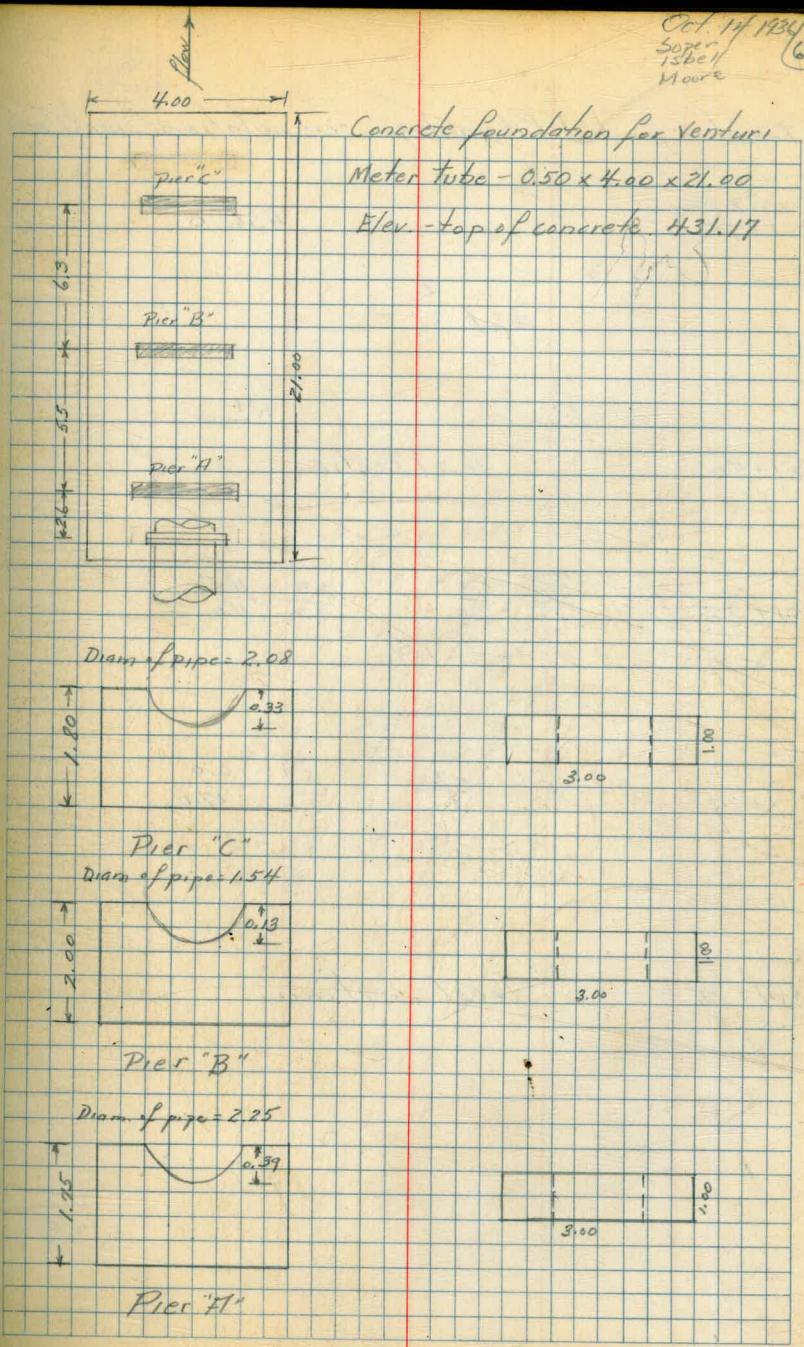 Oct. 14 1934
Soper
Isbell
Moore
6
Flow
4.00
Concrete foundation for Venturi
Meter tube - 0.50 x 4.00 x 21.00
Elev. - top of concrete. 431.17
Pier "C"
6.3
Pier "B"
21.00
5.5
Pier "A"
2.6
Diam of pipe = 2.08
1.80
0.33
3.00
1.00
Pier "C"
Diam of pipe = 1.54
2.00
0.13
3.00
Pier "B"
Diam. of pipe = 2.25
0.39
3.00
1.00
Pier "A"